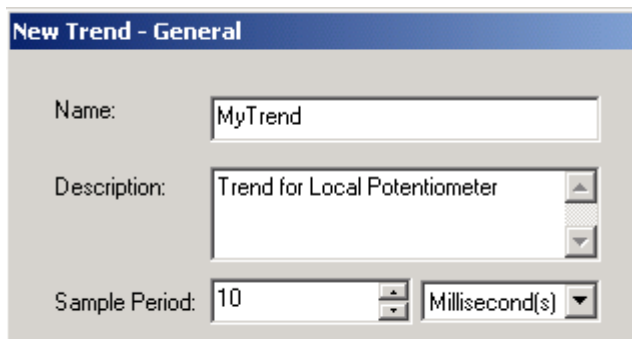 New Trend - General
Name: MyTrend
Description: Trend for Local Potentiometer
Sample Period: 10 Millisecond(s)